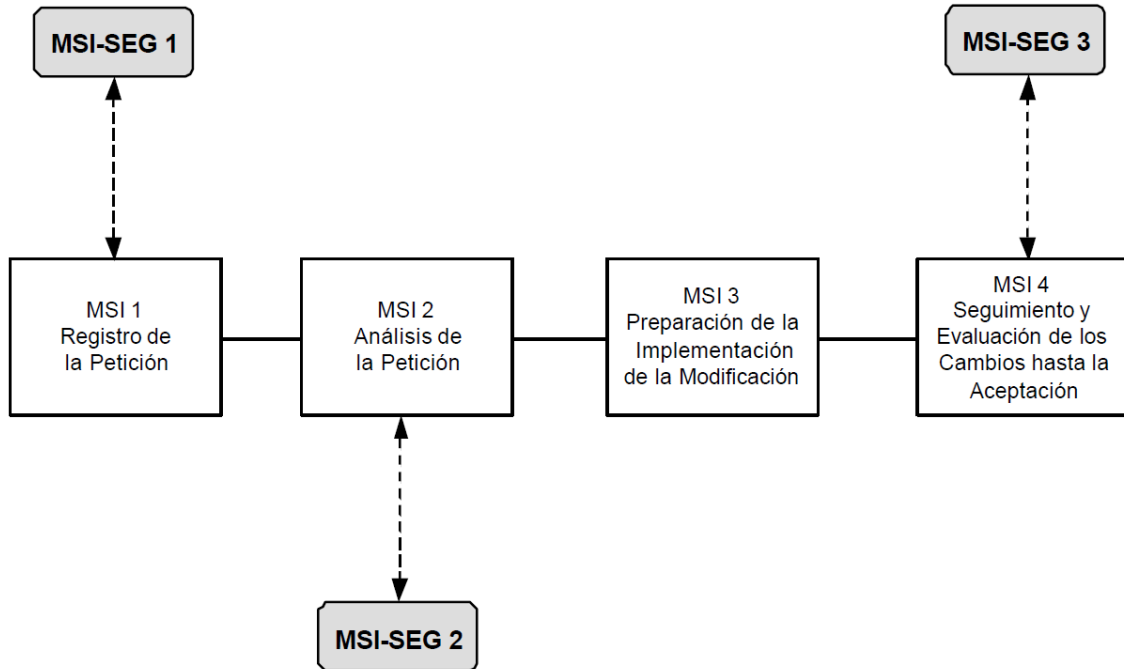 MSI-SEG 1
MSI-SEG 3
MSI 1
Registro de
la Petición
MSI 2
Análisis de
la Petición
MSI 3
Preparación de la
Implementación
de la Modificación
MSI 4
Seguimiento y
Evaluación de los
Cambios hasta la
Aceptación
MSI-SEG 2